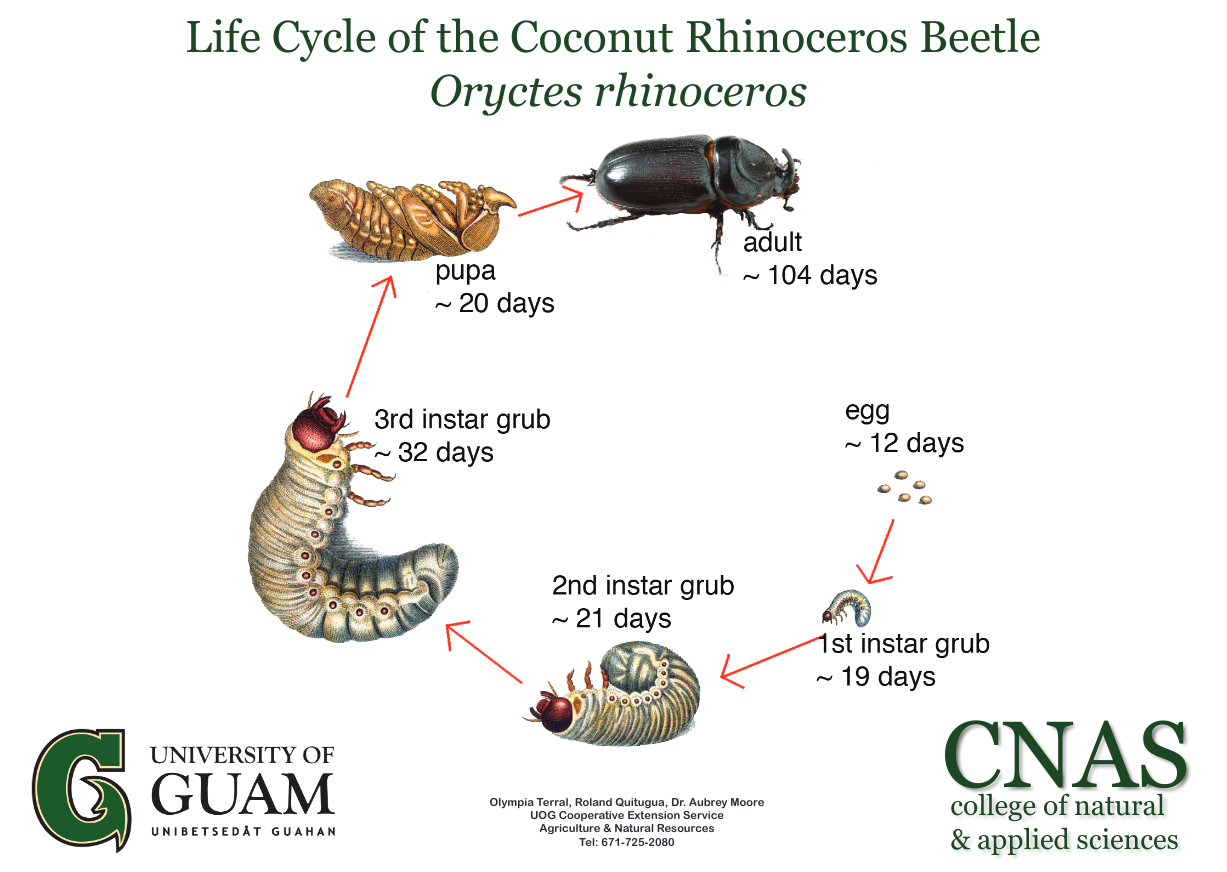 Life Cycle of the Coconut Rhinoceros Beetle
Oryctes rhinoceros
adult
~ 104 days
pupa
~ 20 days
3rd instar grub
~ 32 days
egg
~ 12 days
2nd instar grub
~ 21 days
1st instar grub
~ 19 days
G
UNIVERSITY OF
GUAM
UNIBETSEDÅT GUAHAN
Olympia Terral, Roland Quitugua, Dr. Aubrey Moore
UOG Cooperative Extension Service
Agriculture & Natural Resources
Tel: 671-725-2080
CNAS
college of natural
& applied sciences